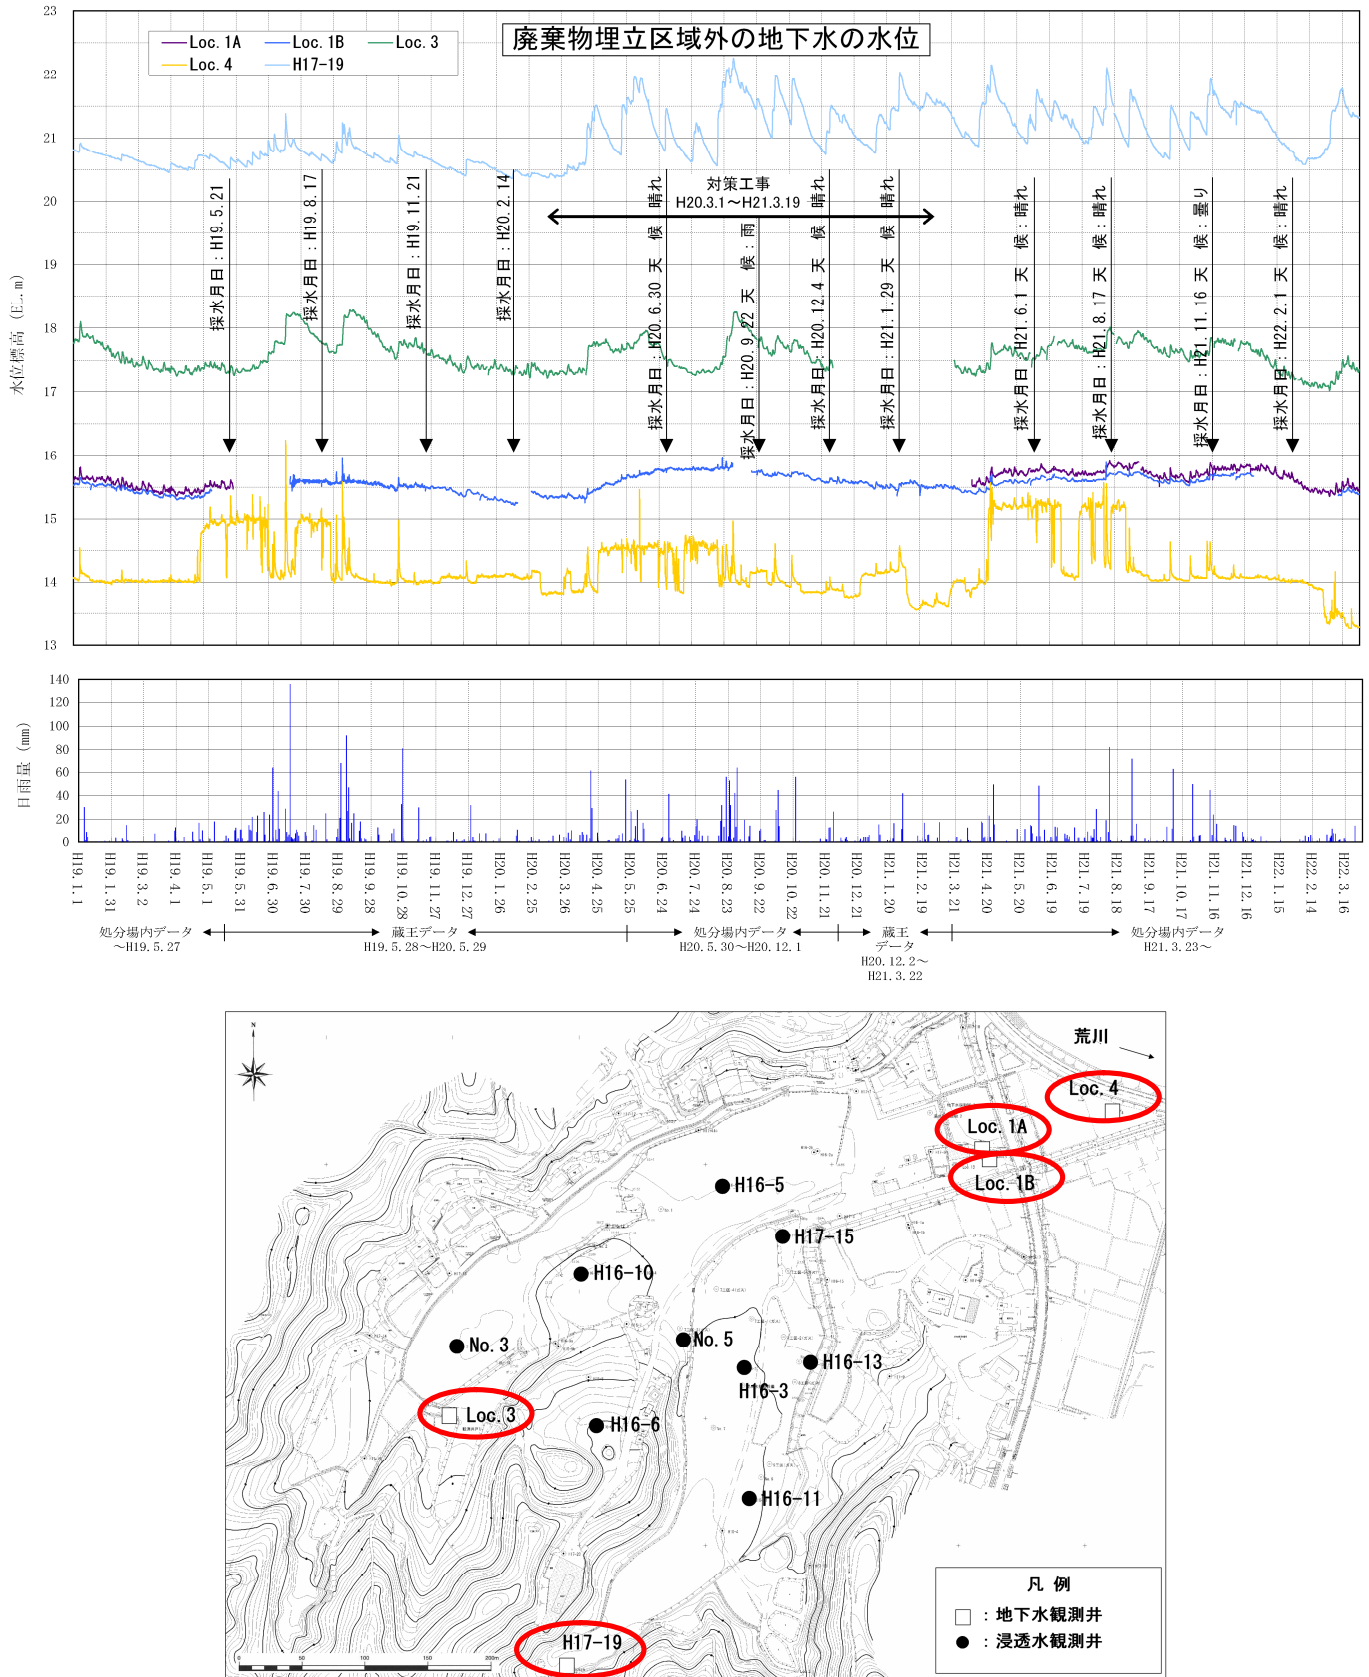 廃棄物埋立区域外の地下水の水位
Loc. 1A
Loc. 1B
Loc. 3
Loc. 4
H17-19
水位標高 (EL. m)
23
22
21
20
19
18
17
16
15
14
13
採水月日：H19.5.21
採水月日：H19.8.17
採水月日：H19.11.21
採水月日：H20.2.14
対策工事
H20.3.1～H21.3.19
採水月日：H20.6.30 天 候 晴れ
採水月日：H20.9.22 天 候：雨
採水月日：H20.12.4 天 候 晴れ
採水月日：H21.1.29 天 候 晴れ
採水月日：H21.6.1 天 候：晴れ
採水月日：H21.8.17 天 候：晴れ
採水月日：H21.11.16 天 候：曇り
採水月日：H22.2.1 天 候：晴れ
日雨量 (mm)
140
120
100
80
60
40
20
0
H19.1.1
H19.1.31
H19.3.2
H19.4.1
H19.5.1
H19.5.31
H19.6.30
H19.7.30
H19.8.29
H19.9.28
H19.10.28
H19.11.27
H19.12.27
H20.1.26
H20.2.25
H20.3.26
H20.4.25
H20.5.25
H20.6.24
H20.7.24
H20.8.23
H20.9.22
H20.10.22
H20.11.21
H20.12.21
H21.1.20
H21.2.19
H21.3.21
H21.4.20
H21.5.20
H21.6.19
H21.7.19
H21.8.18
H21.9.17
H21.10.17
H21.11.16
H21.12.16
H22.1.15
H22.2.14
H22.3.16
処分場内データ
～H19.5.27
蔵王データ
H19.5.28～H20.5.29
処分場内データ
H20.5.30～H20.12.1
蔵王
データ
H20.12.2～
H21.3.22
処分場内データ
H21.3.23～
N
荒川
Loc. 4
Loc. 1A
Loc. 1B
H16-5
H17-15
H16-10
No. 3
No. 5
H16-13
H16-3
Loc. 3
H16-6
H16-11
H17-19
0 50 100 150 200m
凡 例
□ ：地下水観測井
● ：浸透水観測井